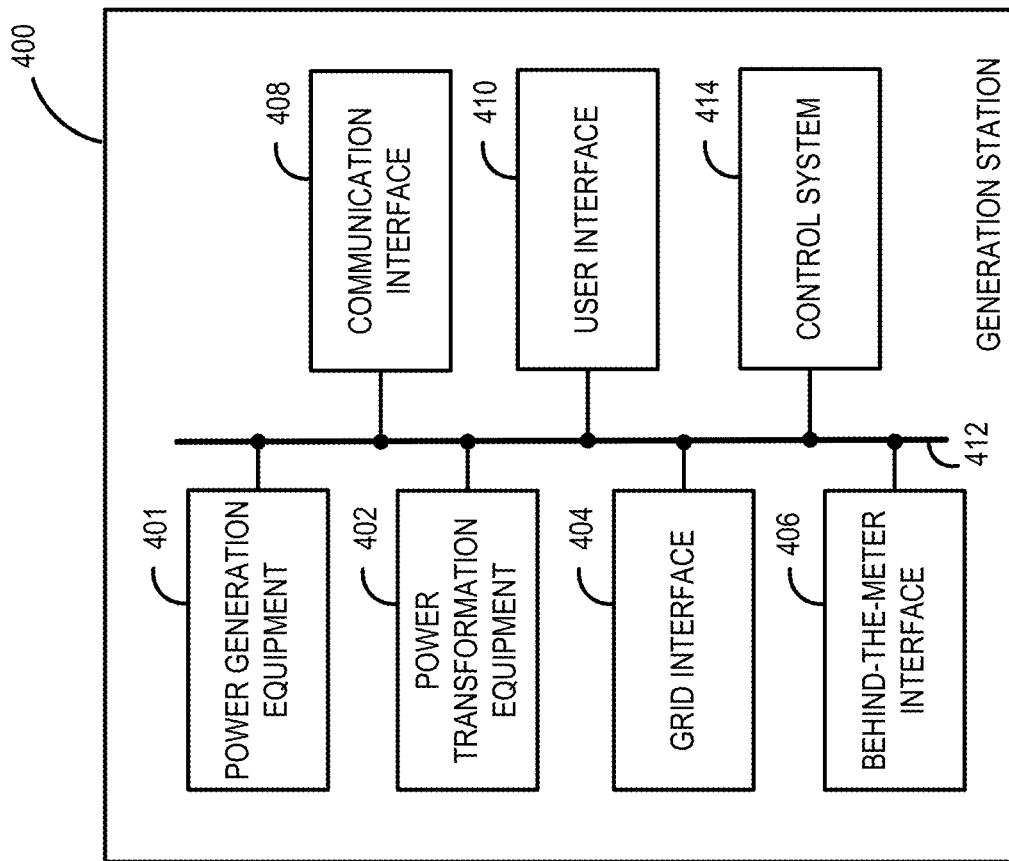 400
401
POWER GENERATION
EQUIPMENT
402
POWER
TRANSFORMATION
EQUIPMENT
404
GRID INTERFACE
406
BEHIND-THE-METER
INTERFACE
408
COMMUNICATION
INTERFACE
410
USER INTERFACE
414
CONTROL SYSTEM
412
GENERATION STATION